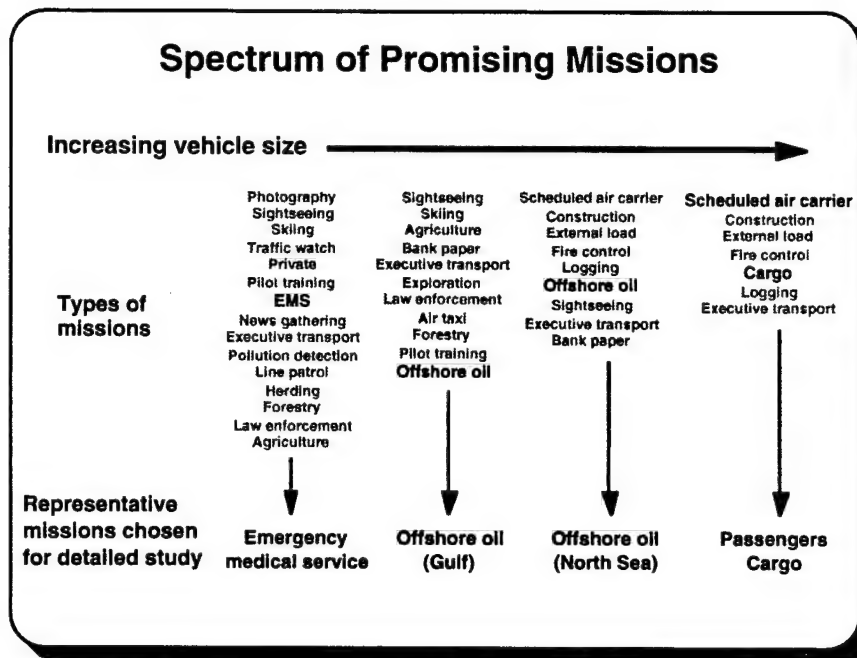 Spectrum of Promising Missions
Increasing vehicle size
Types of
missions
Photography
Sightseeing
Skiing
Traffic watch
Private
Pilot training
EMS
News gathering
Executive transport
Pollution detection
Line patrol
Herding
Forestry
Law enforcement
Agriculture
Sightseeing
Skiing
Agriculture
Bank paper
Executive transport
Exploration
Law enforcement
Air taxi
Forestry
Pilot training
Offshore oil
Scheduled air carrier
Construction
External load
Fire control
Logging
Offshore oil
Sightseeing
Executive transport
Bank paper
Scheduled air carrier
Construction
External load
Fire control
Cargo
Logging
Executive transport
Representative
missions chosen
for detailed study
Emergency
medical service
Offshore oil
(Gulf)
Offshore oil
(North Sea)
Passengers
Cargo